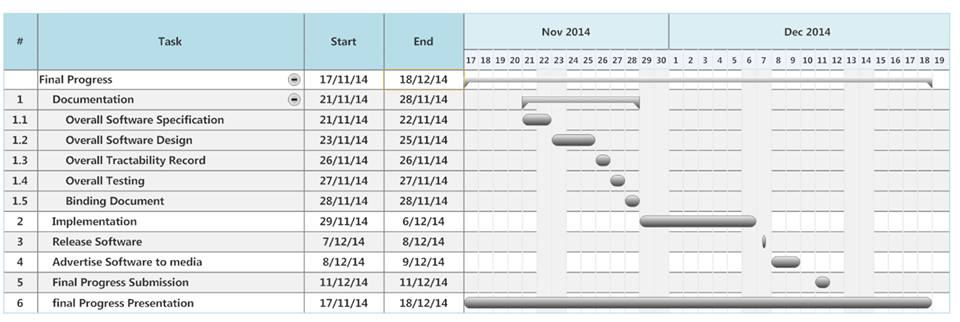 Nov 2014 Dec 2014
# Task Start End
17 18 19 20 21 22 23 24 25 26 27 28 29 30 1 2 3 4 5 6 7 8 9 10 11 12 13 14 15 16 17 18 19
Final Progress 17/11/14 18/12/14
1 Documentation 21/11/14 28/11/14
1.1 Overall Software Specification 21/11/14 22/11/14
1.2 Overall Software Design 23/11/14 25/11/14
1.3 Overall Tractability Record 26/11/14 26/11/14
1.4 Overall Testing 27/11/14 27/11/14
1.5 Binding Document 28/11/14 28/11/14
2 Implementation 29/11/14 6/12/14
3 Release Software 7/12/14 8/12/14
4 Advertise Software to media 8/12/14 9/12/14
5 Final Progress Submission 11/12/14 11/12/14
6 final Progress Presentation 17/11/14 18/12/14